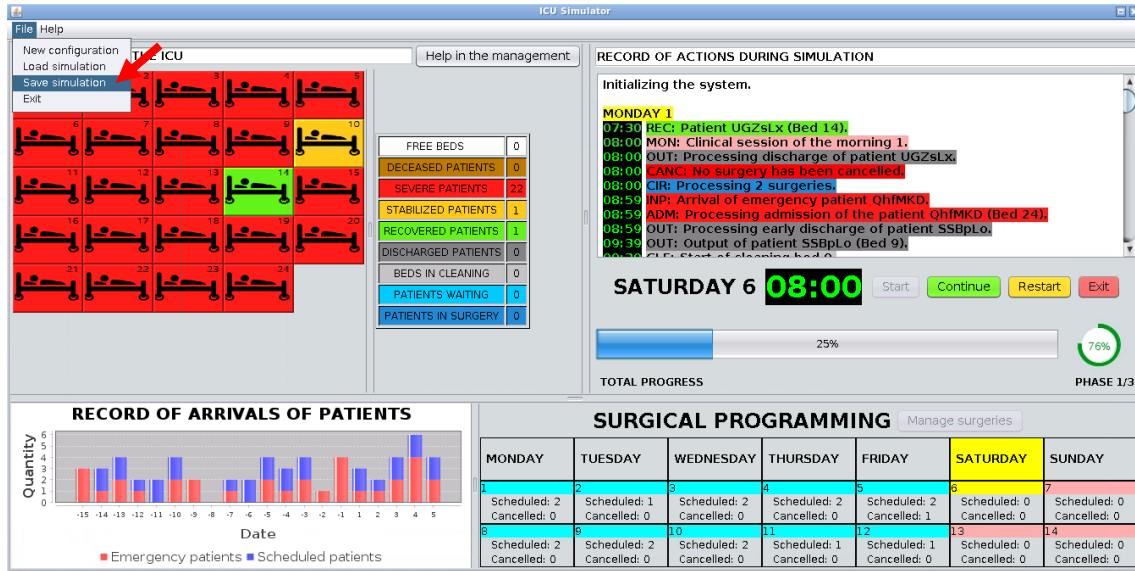 ICU Simulator
File Help
New configuration
Load simulation
Save simulation
Exit
THE ICU
Help in the management
2 3 4 5
6 7 8 9 10
11 12 13 14 15
16 17 18 19 20
21 22 23 24
FREE BEDS 0
DECEASED PATIENTS 0
SEVERE PATIENTS 22
STABILIZED PATIENTS 1
RECOVERED PATIENTS 1
DISCHARGED PATIENTS 0
BEDS IN CLEANING 0
PATIENTS WAITING 0
PATIENTS IN SURGERY 0
RECORD OF ACTIONS DURING SIMULATION
Initializing the system.
MONDAY 1
07:30 REC: Patient UGZsLx (Bed 14).
08:00 MON: Clinical session of the morning 1.
08:00 OUT: Processing discharge of patient UGZsLx.
08:00 CANC: No surgery has been cancelled.
08:00 CIR: Processing 2 surgeries.
08:59 INP: Arrival of emergency patient QhfMKD.
08:59 ADM: Processing admission of the patient QhfMKD (Bed 24).
08:59 OUT: Processing early discharge of patient SSBpLo.
09:39 OUT: Output of patient SSBpLo (Bed 9).
SATURDAY 6 08:00 Start Continue Restart Exit
25%
76%
TOTAL PROGRESS PHASE 1/3
RECORD OF ARRIVALS OF PATIENTS
Quantity
6
5
4
3
2
1
0
-15 -14 -13 -12 -11 -10 -9 -8 -7 -6 -5 -4 -3 -2 -1 1 2 3 4 5
Date
Emergency patients Scheduled patients
SURGICAL PROGRAMMING Manage surgeries
MONDAY TUESDAY WEDNESDAY THURSDAY FRIDAY SATURDAY SUNDAY
1 2 3 4 5 6 7
Scheduled: 2 Scheduled: 1 Scheduled: 2 Scheduled: 2 Scheduled: 2 Scheduled: 0 Scheduled: 0
Cancelled: 0 Cancelled: 0 Cancelled: 0 Cancelled: 0 Cancelled: 1 Cancelled: 0 Cancelled: 0
8 9 10 11 12 13 14
Scheduled: 2 Scheduled: 2 Scheduled: 2 Scheduled: 1 Scheduled: 1 Scheduled: 0 Scheduled: 0
Cancelled: 0 Cancelled: 0 Cancelled: 0 Cancelled: 0 Cancelled: 0 Cancelled: 0 Cancelled: 0